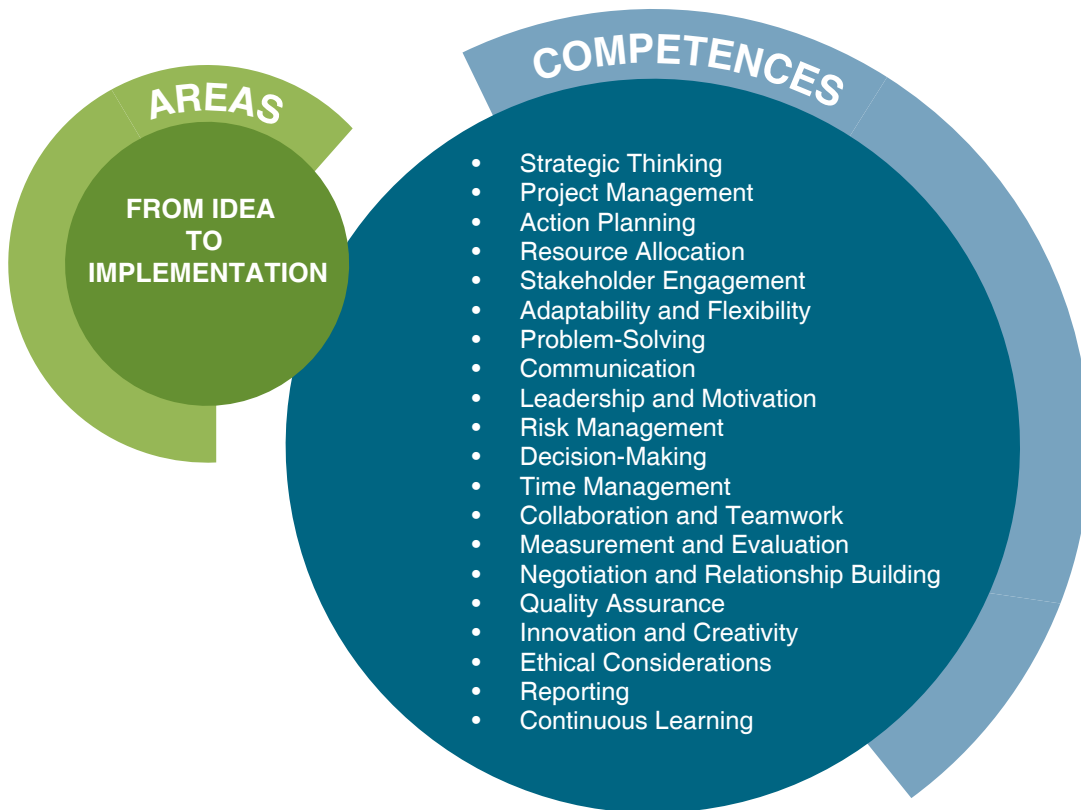 AREAS
FROM IDEA
TO
IMPLEMENTATION
COMPETENCES
• Strategic Thinking
• Project Management
• Action Planning
• Resource Allocation
• Stakeholder Engagement
• Adaptability and Flexibility
• Problem-Solving
• Communication
• Leadership and Motivation
• Risk Management
• Decision-Making
• Time Management
• Collaboration and Teamwork
• Measurement and Evaluation
• Negotiation and Relationship Building
• Quality Assurance
• Innovation and Creativity
• Ethical Considerations
• Reporting
• Continuous Learning